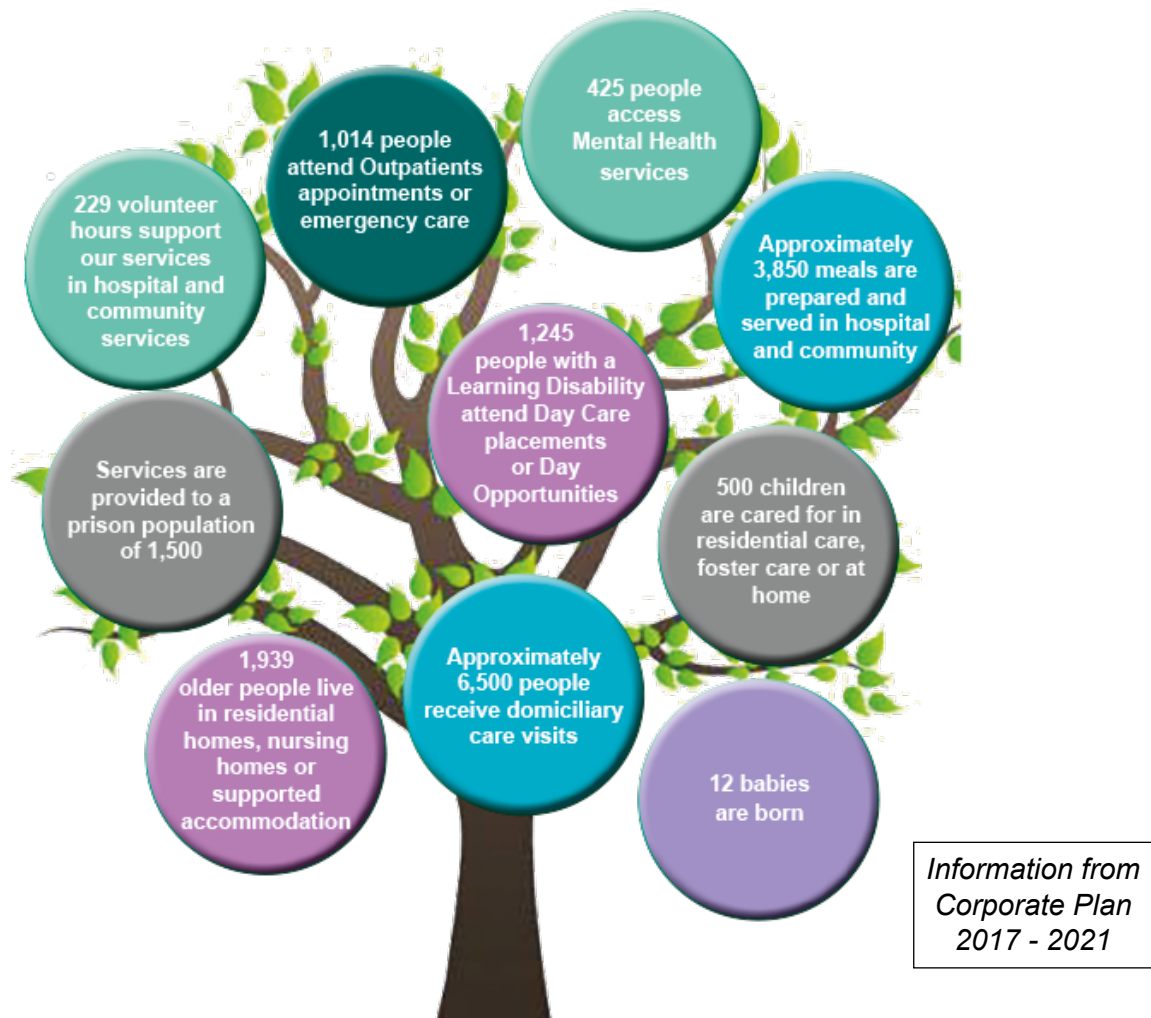 425 people
access
Mental Health
services
1,014 people
attend Outpatients
appointments or
emergency care
229 volunteer
hours support
our services
in hospital and
community
services
Approximately
3,850 meals are
prepared and
served in hospital
and community
1,245
people with a
Learning Disability
attend Day Care
placements
or Day
Opportunities
Services are
provided to a
prison population
of 1,500
500 children
are cared for in
residential care,
foster care or at
home
1,939
older people live
in residential
homes, nursing
homes or
supported
accommodation
Approximately
6,500 people
receive domiciliary
care visits
12 babies
are born
Information from
Corporate Plan
2017 - 2021